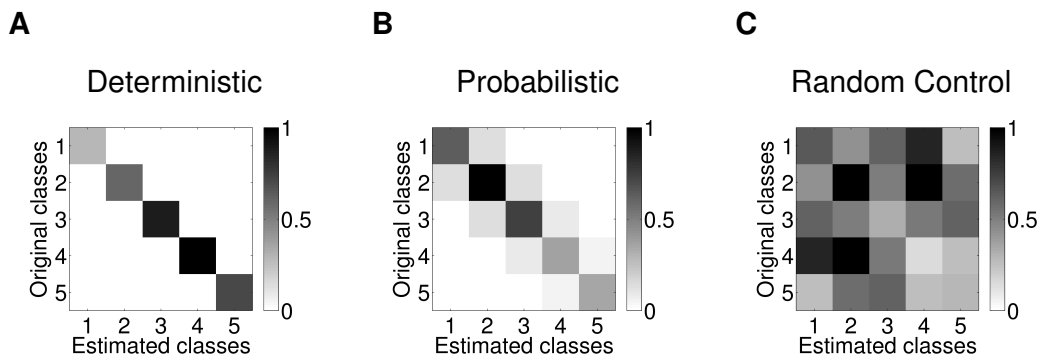 A
B
C
Deterministic
Probabilistic
Random Control
Original classes
1
2
3
4
5
1
0.5
0
1 2 3 4 5
Estimated classes
Original classes
1
2
3
4
5
1
0.5
0
1 2 3 4 5
Estimated classes
Original classes
1
2
3
4
5
1
0.5
0
1 2 3 4 5
Estimated classes